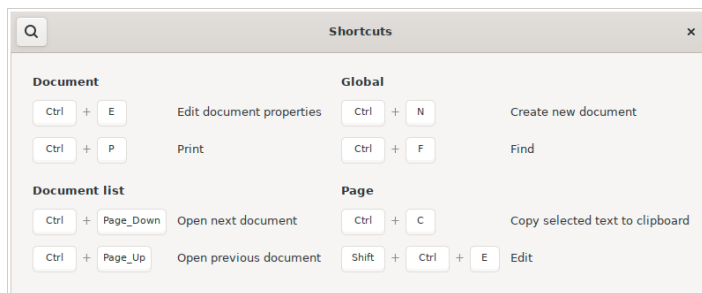 Shortcuts ×
Document
Ctrl + E Edit document properties
Ctrl + P Print
Document list
Ctrl + Page_Down Open next document
Ctrl + Page_Up Open previous document
Global
Ctrl + N Create new document
Ctrl + F Find
Page
Ctrl + C Copy selected text to clipboard
Shift + Ctrl + E Edit